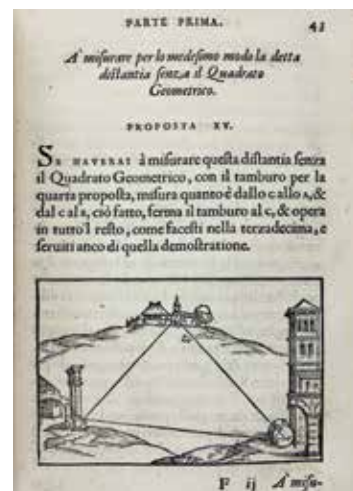 PARTE PRIMA. 43
A' misurare per lo medesimo modo la detta
distantia senza il Quadrato
Geometrico.
PROPOSTA XV.
SE HAVERAI à misurare questa distantia senza
il Quadrato Geometrico, con il tamburo per la
quarta proposta, misura quanto è dallo C allo A, &
dal C al B, ciò fatto, ferma il tamburo al C, & opera
in tutto'l resto, come facesti nella terzadecima, e
seruiti anco di quella demostratione.
F ij A' misu-